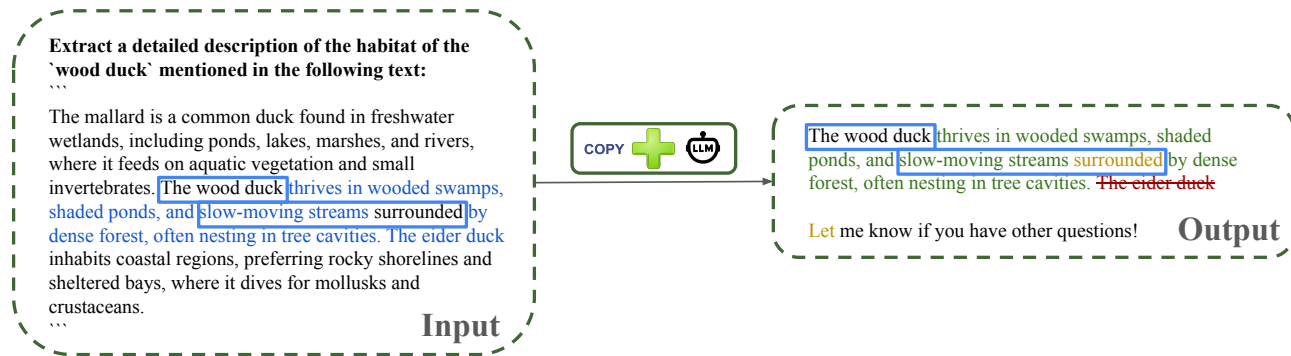 Extract a detailed description of the habitat of the
`wood duck` mentioned in the following text:
```
The mallard is a common duck found in freshwater
wetlands, including ponds, lakes, marshes, and rivers,
where it feeds on aquatic vegetation and small
invertebrates. The wood duck thrives in wooded swamps,
shaded ponds, and slow-moving streams surrounded by
dense forest, often nesting in tree cavities. The eider duck
inhabits coastal regions, preferring rocky shorelines and
sheltered bays, where it dives for mollusks and
crustaceans.
```
Input
COPY
LLM
The wood duck thrives in wooded swamps, shaded
ponds, and slow-moving streams surrounded by dense
forest, often nesting in tree cavities. The eider duck
Let me know if you have other questions!
Output